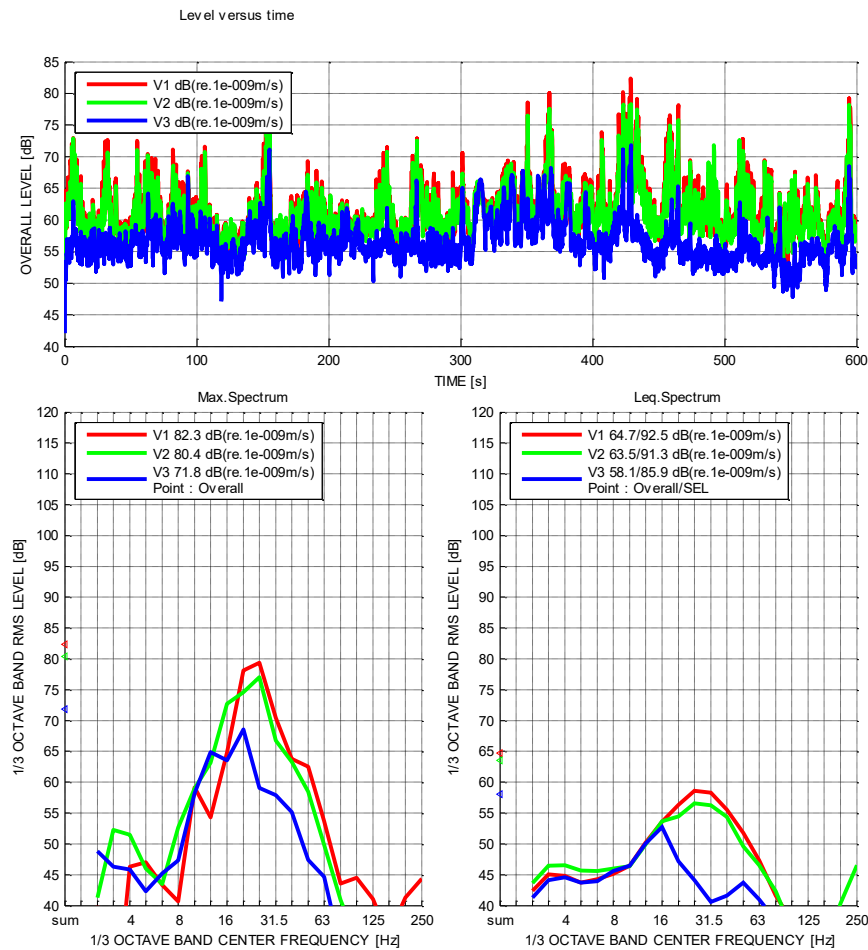 Level versus time
85
80
75
70
65
60
55
50
45
40
OVERALL LEVEL [dB]
V1 dB(re.1e-009m/s)
V2 dB(re.1e-009m/s)
V3 dB(re.1e-009m/s)
0 100 200 300 400 500 600
TIME [s]
Max.Spectrum
120
115
110
105
100
95
90
85
80
75
70
65
60
55
50
45
40
1/3 OCTAVE BAND RMS LEVEL [dB]
V1 82.3 dB(re.1e-009m/s)
V2 80.4 dB(re.1e-009m/s)
V3 71.8 dB(re.1e-009m/s)
Point : Overall
sum 4 8 16 31.5 63 125 250
1/3 OCTAVE BAND CENTER FREQUENCY [Hz]
Leq.Spectrum
120
115
110
105
100
95
90
85
80
75
70
65
60
55
50
45
40
1/3 OCTAVE BAND RMS LEVEL [dB]
V1 64.7/92.5 dB(re.1e-009m/s)
V2 63.5/91.3 dB(re.1e-009m/s)
V3 58.1/85.9 dB(re.1e-009m/s)
Point : Overall/SEL
sum 4 8 16 31.5 63 125 250
1/3 OCTAVE BAND CENTER FREQUENCY [Hz]